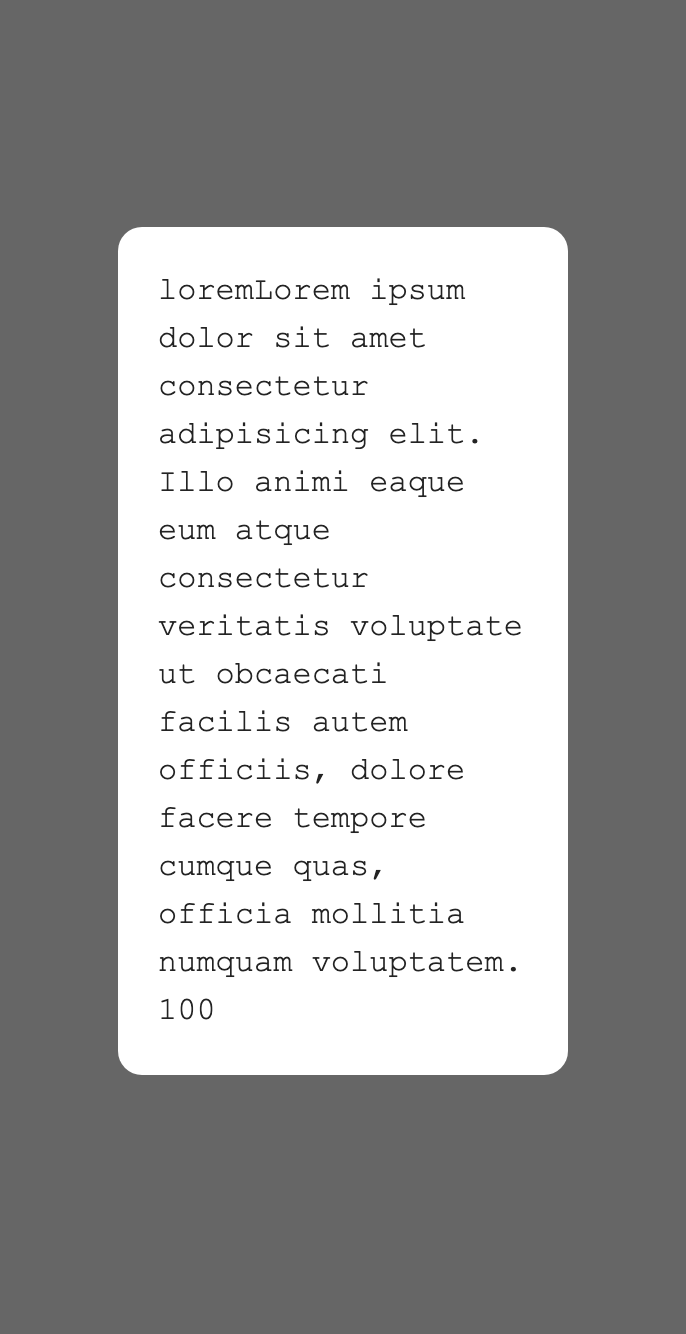 loremLorem ipsum
dolor sit amet
consectetur
adipisicing elit.
Illo animi eaque
eum atque
consectetur
veritatis voluptate
ut obcaecati
facilis autem
officiis, dolore
facere tempore
cumque quas,
officia mollitia
numquam voluptatem.
100